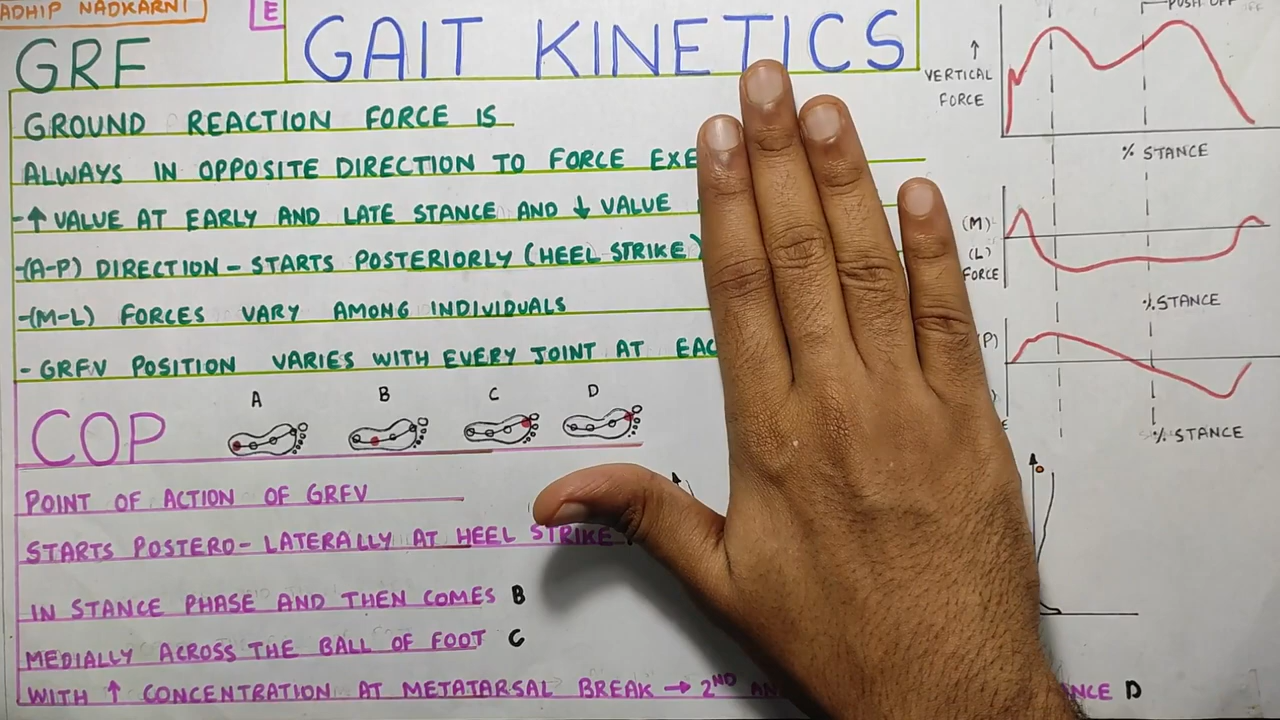 ADHIP NADKARNI
E
GRF
GAIT KINETICS
GROUND REACTION FORCE IS
ALWAYS IN OPPOSITE DIRECTION TO FORCE
-↑ VALUE AT EARLY AND LATE STANCE AND ↓ VALUE
-(A-P) DIRECTION - STARTS POSTERIORLY (HEEL STRIKE)
-(M-L) FORCES VARY AMONG INDIVIDUALS
- GRFV POSITION VARIES WITH EVERY JOINT AT
COP
A B C D
POINT OF ACTION OF GRFV
STARTS POSTERO-LATERALLY AT HEEL STRIKE
IN STANCE PHASE AND THEN COMES B
MEDIALLY ACROSS THE BALL OF FOOT C
WITH ↑ CONCENTRATION AT METATARSAL BREAK → 2ND
D
PUSH OFF
↑
VERTICAL
FORCE
% STANCE
(M)
(L)
FORCE
% STANCE
P)
% STANCE